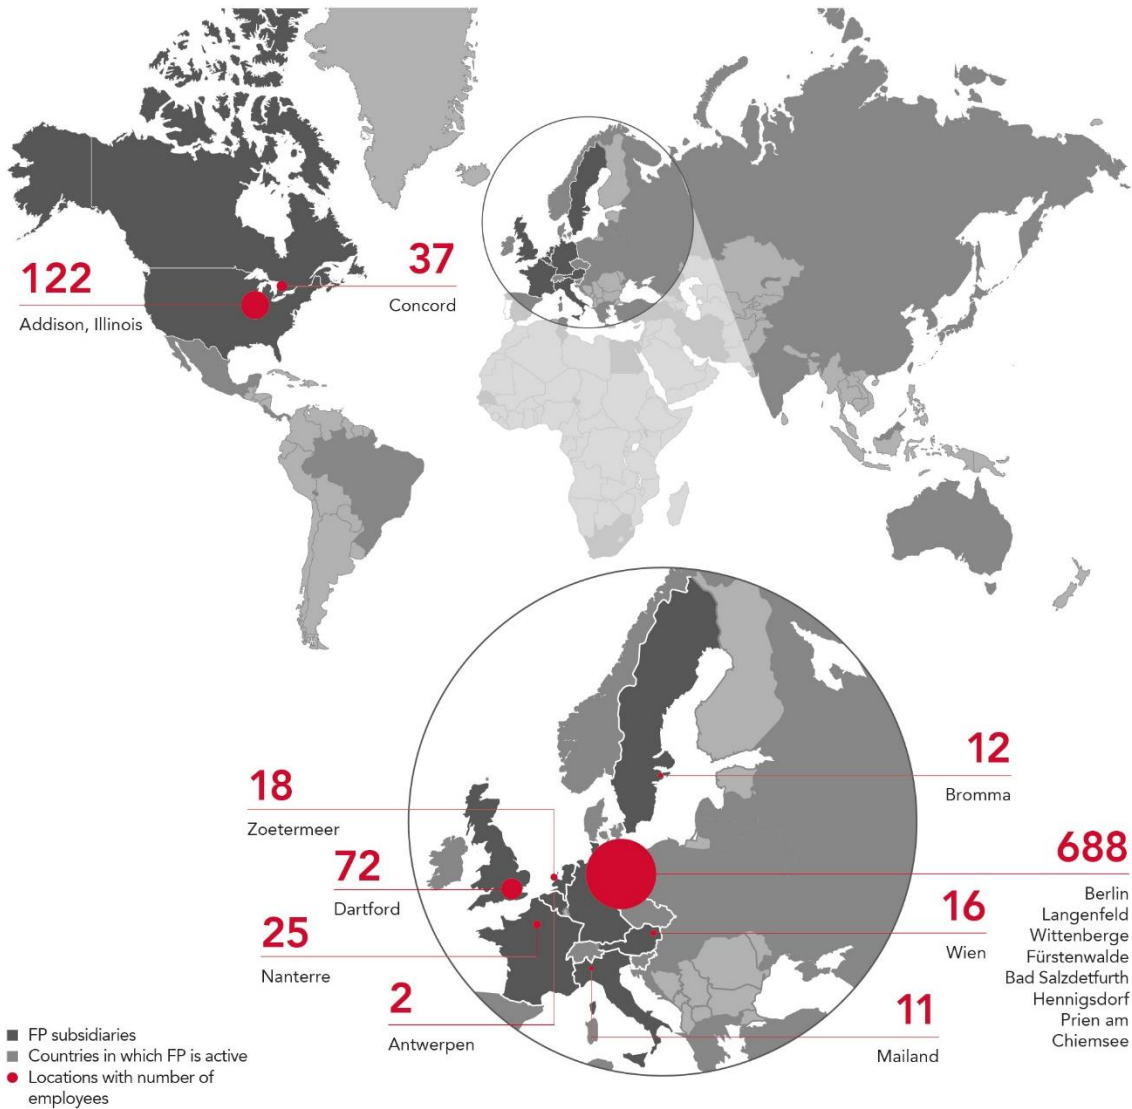 122
Addison, Illinois
37
Concord
12
Bromma
18
Zoetermeer
72
Dartford
688
Berlin
Langenfeld
Wittenberge
Fürstenwalde
Bad Salzdetfurth
Hennigsdorf
Prien am
Chiemsee
25
Nanterre
16
Wien
2
Antwerpen
11
Mailand
FP subsidiaries
Countries in which FP is active
Locations with number of
employees